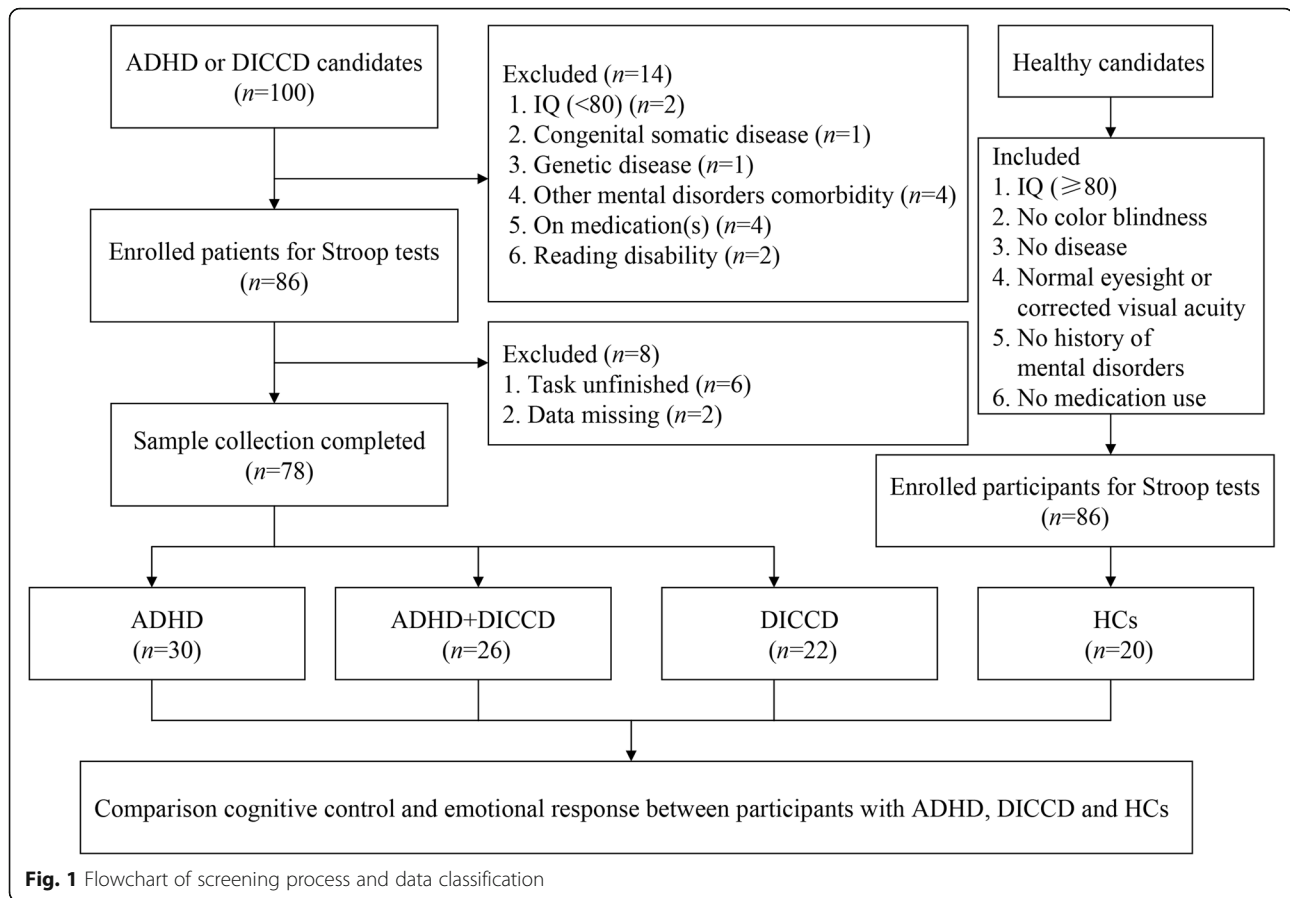 ADHD or DICCD candidates
(n=100)
Excluded (n=14)
1. IQ (<80) (n=2)
2. Congenital somatic disease (n=1)
3. Genetic disease (n=1)
4. Other mental disorders comorbidity (n=4)
5. On medication(s) (n=4)
6. Reading disability (n=2)
Healthy candidates
Included
1. IQ (≥80)
2. No color blindness
3. No disease
4. Normal eyesight or
corrected visual acuity
5. No history of
mental disorders
6. No medication use
Enrolled patients for Stroop tests
(n=86)
Excluded (n=8)
1. Task unfinished (n=6)
2. Data missing (n=2)
Sample collection completed
(n=78)
Enrolled participants for Stroop tests
(n=86)
ADHD
(n=30)
ADHD+DICCD
(n=26)
DICCD
(n=22)
HCs
(n=20)
Comparison cognitive control and emotional response between participants with ADHD, DICCD and HCs
Fig. 1 Flowchart of screening process and data classification